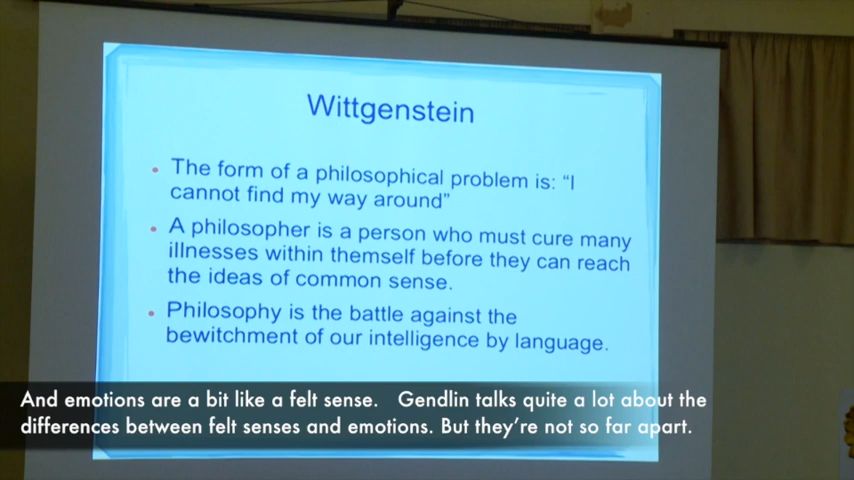 Wittgenstein
• The form of a philosophical problem is: “I
cannot find my way around”
• A philosopher is a person who must cure many
illnesses within themself before they can reach
the ideas of common sense.
• Philosophy is the battle against the
bewitchment of our intelligence by language.
And emotions are a bit like a felt sense. Gendlin talks quite a lot about the
differences between felt senses and emotions. But they’re not so far apart.